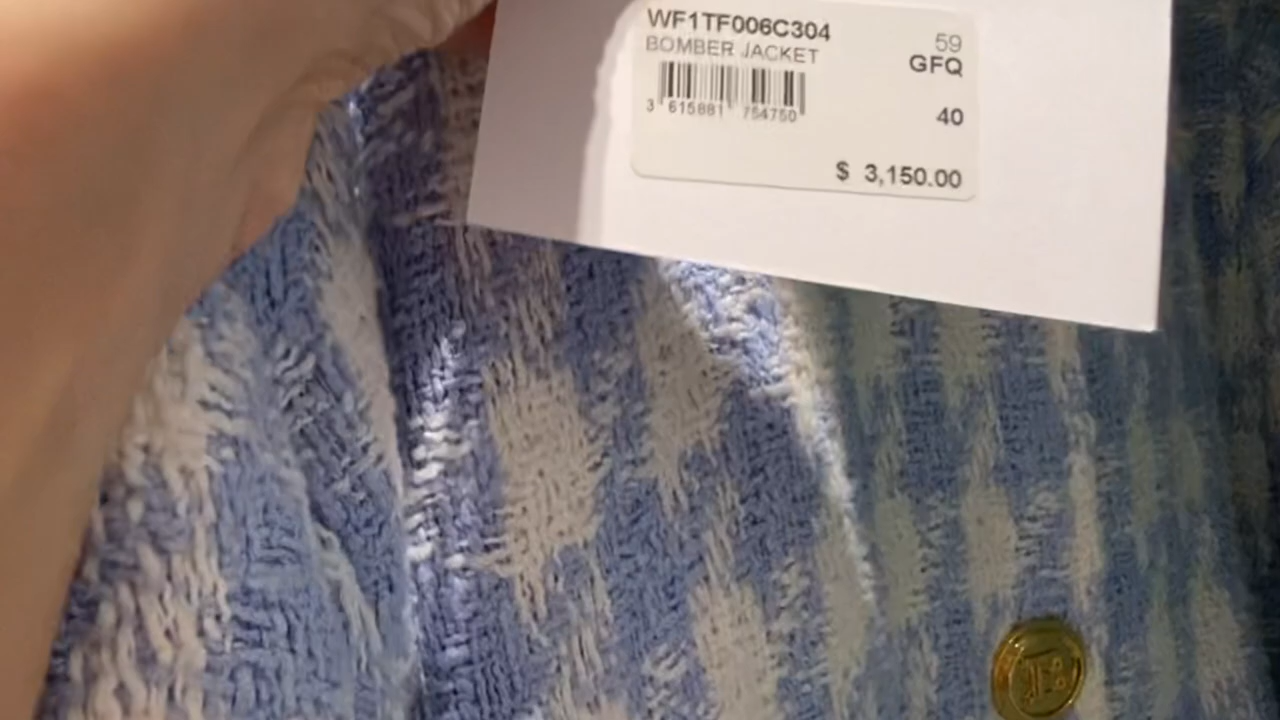 WF1TF006C304
BOMBER JACKET
59
GFQ
3 615881 754750
40
$ 3,150.00